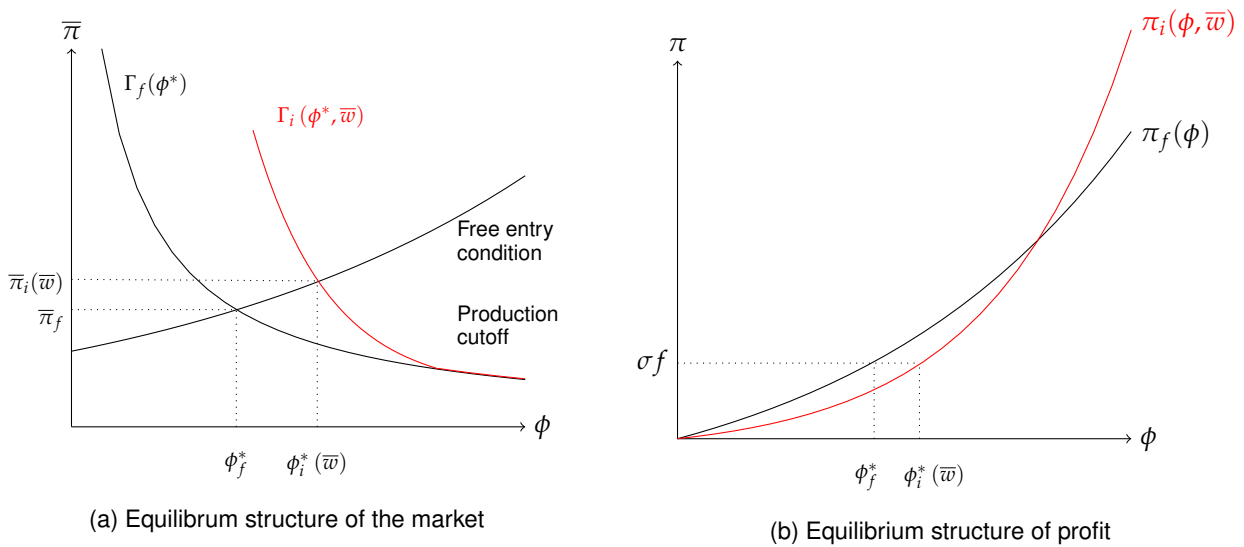 π̅
Γ_f(ϕ*)
Γ_i (ϕ*, w̅)
Free entry
condition
π̅_i(w̅)
π̅_f
Production
cutoff
ϕ
ϕ*_f
ϕ*_i (w̅)
(a) Equilibrum structure of the market
π
π_i(ϕ, w̅)
π_f(ϕ)
σf
ϕ
ϕ*_f
ϕ*_i (w̅)
(b) Equilibrium structure of profit